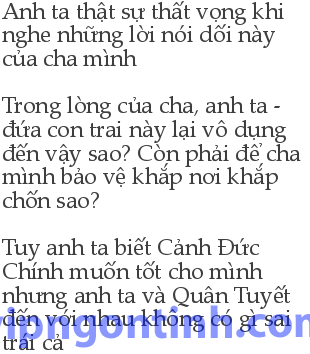 Anh ta thật sự thất vọng khi
nghe những lời nói dối này
của cha mình
Trong lòng của cha, anh ta -
đứa con trai này lại vô dụng
đến vậy sao? Còn phải để cha
mình bảo vệ khắp nơi khắp
chốn sao?
Tuy anh ta biết Cảnh Đức
Chính muốn tốt cho mình
nhưng anh ta và Quân Tuyết
đến với nhau không có gì sai
trái cả